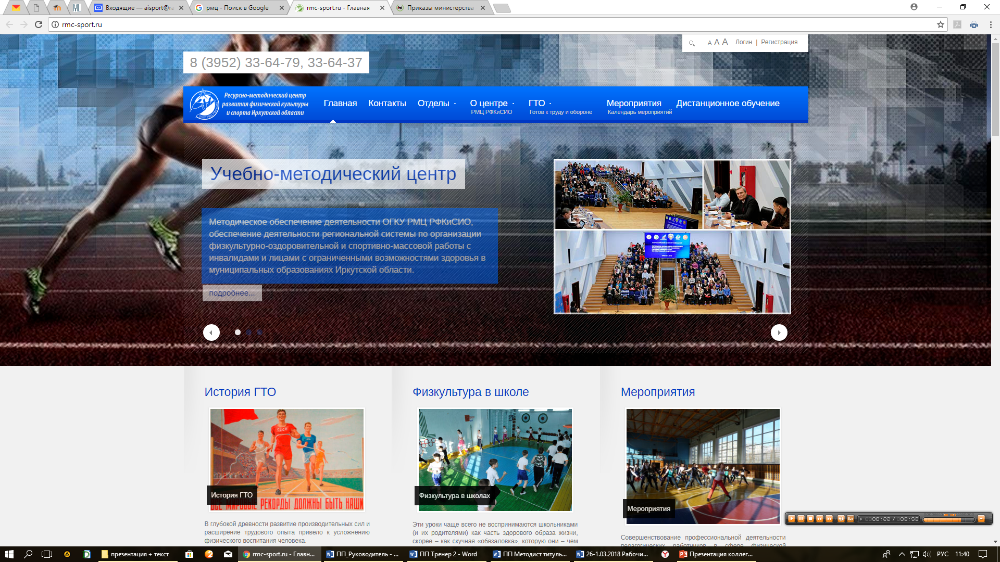 Входящие — aisport@ra
рмц - Поиск в Google
rmc-sport.ru - Главная
Приказы министерства
rmc-sport.ru
A A A Логин | Регистрация
8 (3952) 33-64-79, 33-64-37
Ресурсно-методический центр
развития физической культуры
и спорта Иркутской области
Главная Контакты Отделы О центре ГТО Мероприятия Дистанционное обучение
РМЦ РФКиСИО Готов к труду и обороне Календарь мероприятий
Учебно-методический центр
Методическое обеспечение деятельности ОГКУ РМЦ РФКиСИО,
обеспечение деятельности региональной системы по организации
физкультурно-оздоровительной и спортивно-массовой работы с
инвалидами и лицами с ограниченными возможностями здоровья в
муниципальных образованиях Иркутской области.
подробнее...
История ГТО
СССР
ВСЕ МИРОВЫЕ РЕКОРДЫ ДОЛЖНЫ БЫТЬ НАШИ
История ГТО
В глубокой древности развитие производительных сил и
расширение трудового опыта привело к усложнению
физического воспитания человека.
Физкультура в школе
Физкультура в школах
Эти уроки чаще всего не воспринимаются школьниками
(и их родителями) как часть здорового образа жизни,
скорее – как скучная «обязаловка», которую они – чем
Мероприятия
Мероприятия
Совершенствование профессиональной деятельности
педагогических работников в сфере физической
00:22 / 03:53
презентация + текст
rmc-sport.ru - Главн...
ПП_Руководитель - ...
ПП Тренер 2 - Word
ПП Методист титуль...
26-1.03.2018 Рабочи...
Презентация коллег...
РУС
11:40